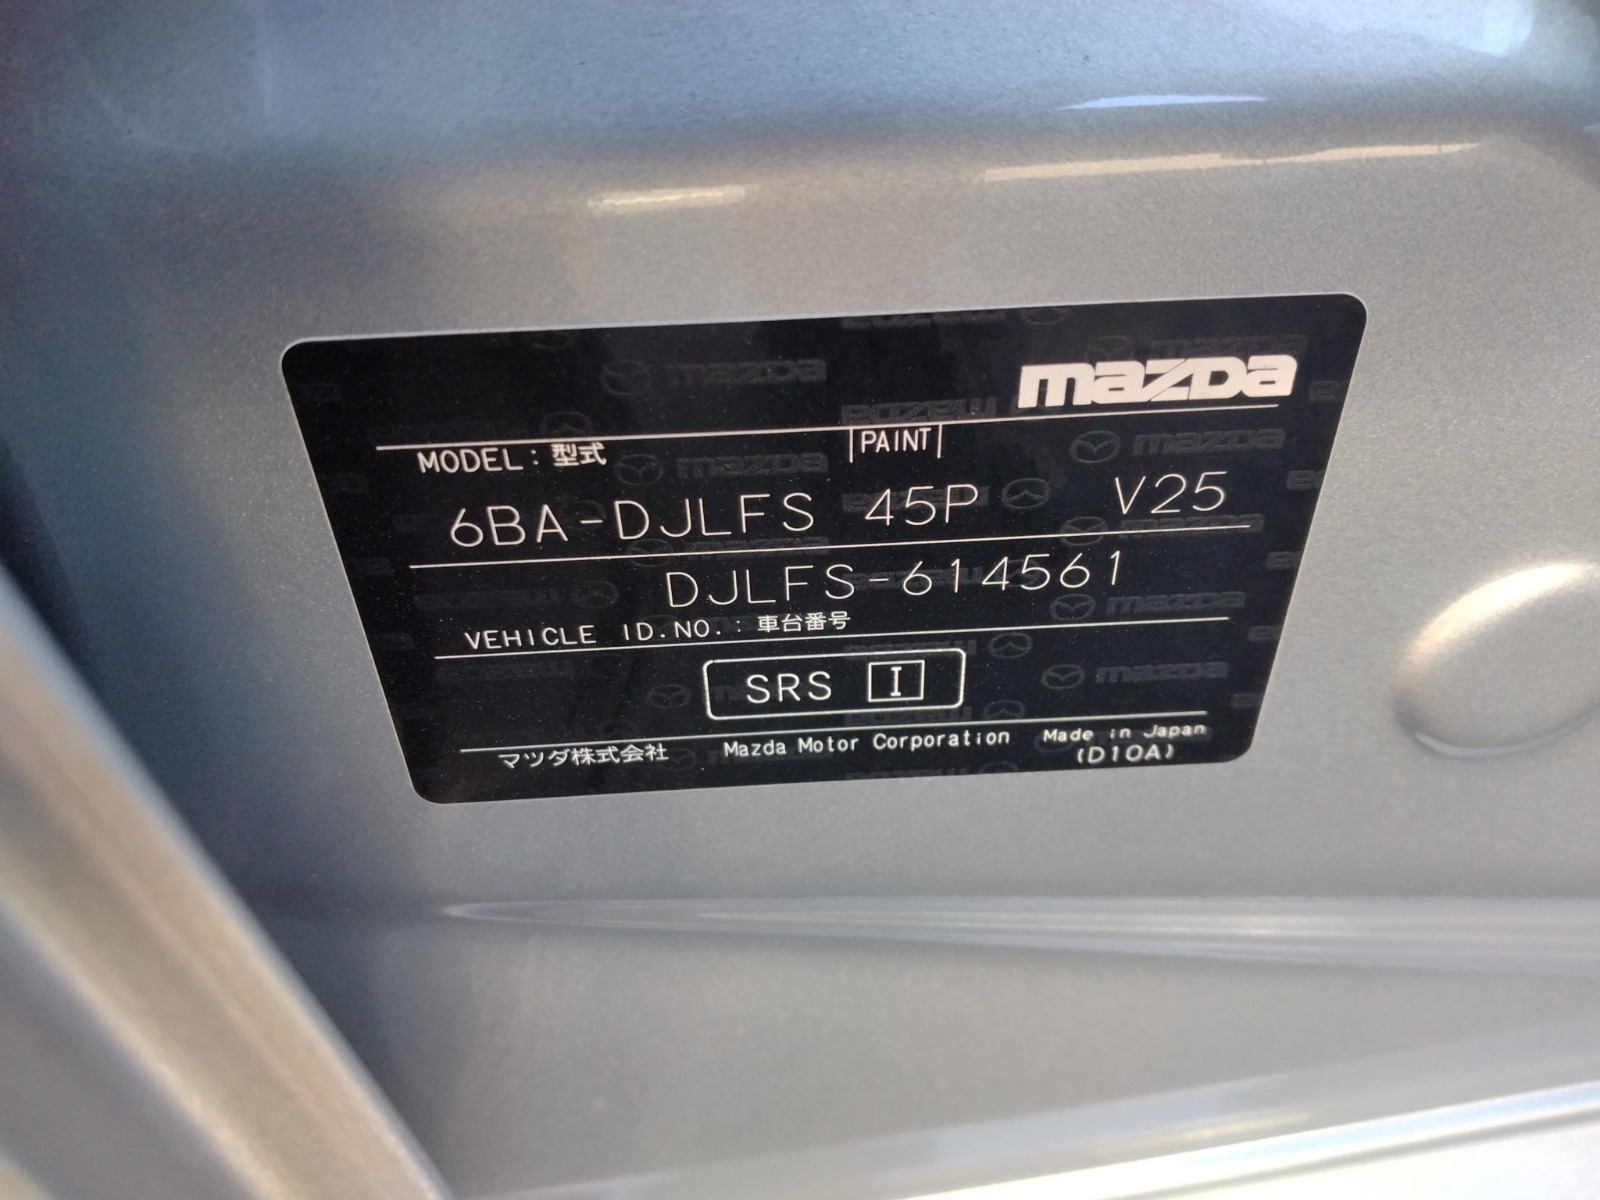 mazda
MODEL: 型式 PAINT
6BA-DJLFS 45P V25
DJLFS-614561
VEHICLE ID.NO.: 車台番号
SRS I
マツダ株式会社 Mazda Motor Corporation Made in Japan
(D10A)